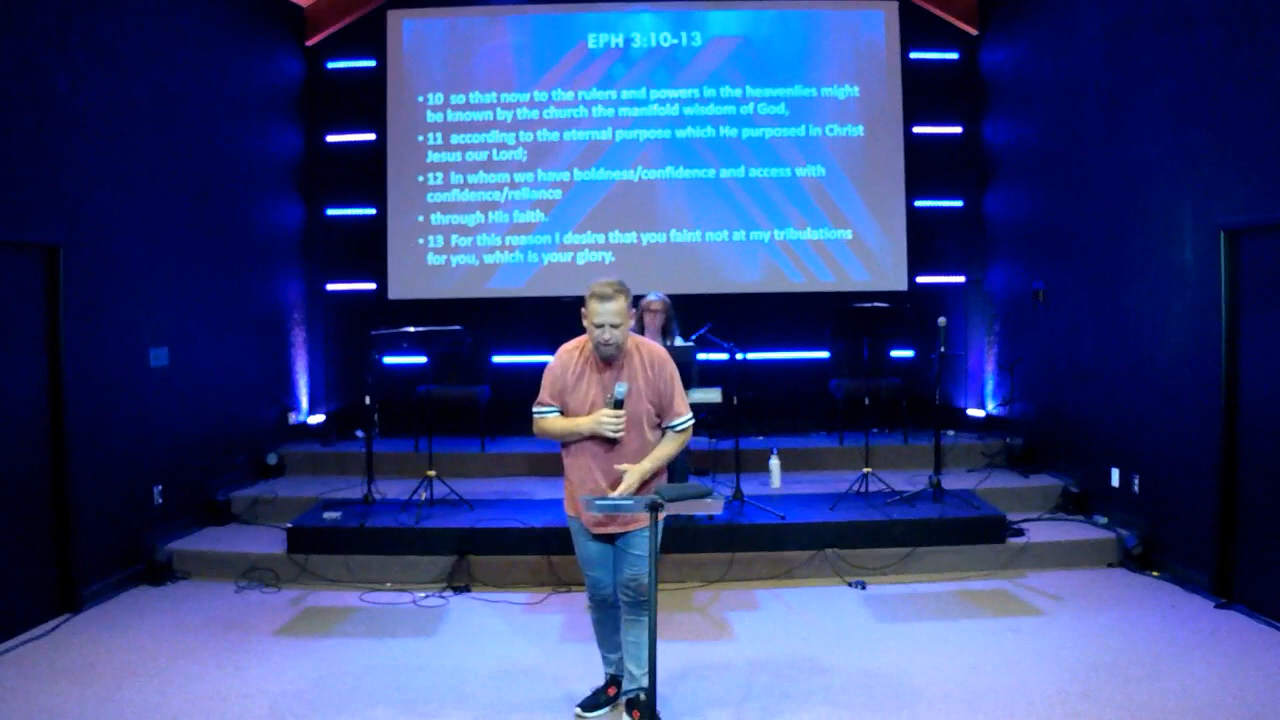 EPH 3:10-13
• 10 so that now to the rulers and powers in the heavenlies might
be known by the church the manifold wisdom of God,
• 11 according to the eternal purpose which He purposed in Christ
Jesus our Lord;
• 12 in whom we have boldness/confidence and access with
confidence/reliance
• through His faith.
• 13 For this reason I desire that you faint not at my tribulations
for you, which is your glory.